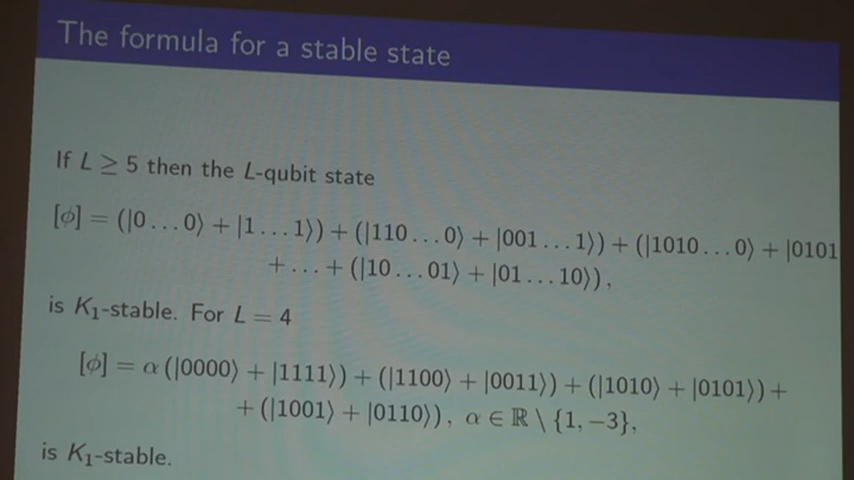 The formula for a stable state
If L ≥ 5 then the L-qubit state
[ϕ] = (|0…0⟩ + |1…1⟩) + (|110…0⟩ + |001…1⟩) + (|1010…0⟩ + |0101
+ … + (|10…01⟩ + |01…10⟩),
is K₁-stable. For L = 4
[ϕ] = α (|0000⟩ + |1111⟩) + (|1100⟩ + |0011⟩) + (|1010⟩ + |0101⟩) +
+ (|1001⟩ + |0110⟩), α ∈ ℝ \ {1, −3},
is K₁-stable.